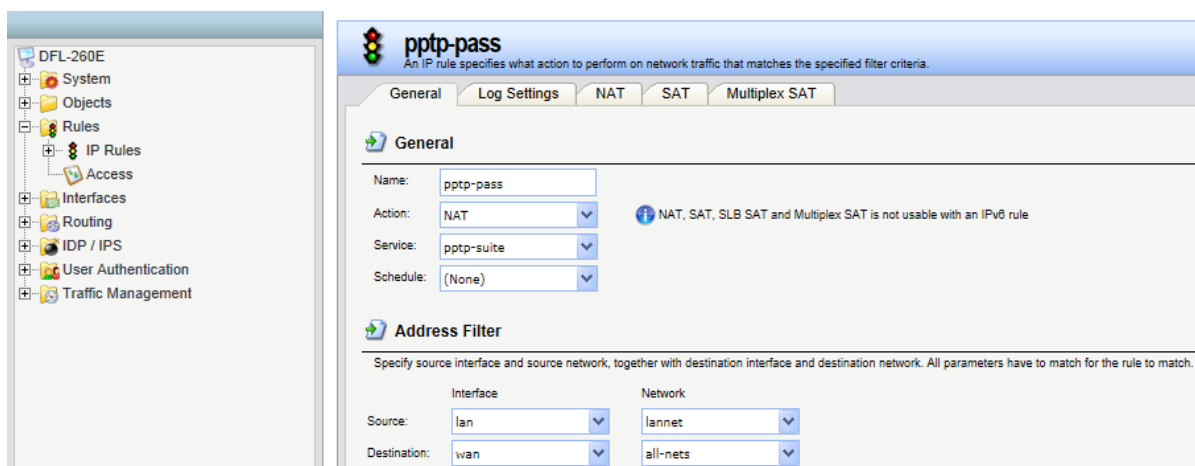 DFL-260E
System
Objects
Rules
IP Rules
Access
Interfaces
Routing
IDP / IPS
User Authentication
Traffic Management
pptp-pass
An IP rule specifies what action to perform on network traffic that matches the specified filter criteria.
General Log Settings NAT SAT Multiplex SAT
General
Name: pptp-pass
Action: NAT NAT, SAT, SLB SAT and Multiplex SAT is not usable with an IPv6 rule
Service: pptp-suite
Schedule: (None)
Address Filter
Specify source interface and source network, together with destination interface and destination network. All parameters have to match for the rule to match.
Interface Network
Source: lan lannet
Destination: wan all-nets